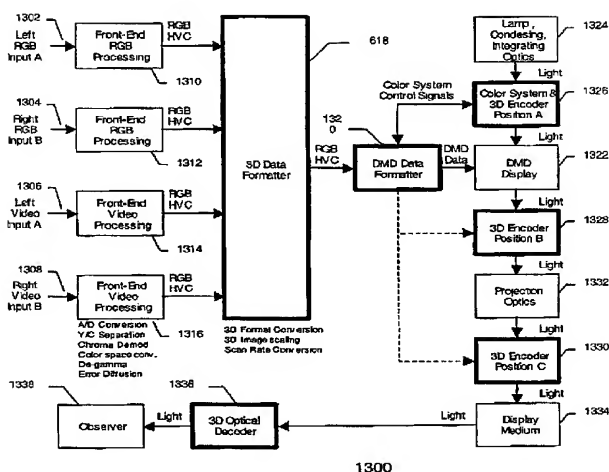 1302
Left
RGB
Input A
Front-End
RGB
Processing
1310
RGB
HVC
1304
Right
RGB
Input B
Front-End
RGB
Processing
1312
RGB
HVC
1306
Left
Video
Input A
Front-End
Video
Processing
1314
RGB
HVC
1308
Right
Video
Input B
Front-End
Video
Processing
1316
RGB
HVC
A/D Conversion
Y/C Separation
Chroma Demod
Color space conv.
De-gamma
Error Diffusion
3D Data
Formatter
618
3D Format Conversion
3D Image scaling
Scan Rate Conversion
RGB
HVC
132
0
Color System
Control Signals
DMD Data
Formatter
DMD
Data
Lamp,
Condesing,
Integrating
Optics
1324
Light
Color System &
3D Encoder
Position A
1326
Light
DMD
Display
1322
Light
3D Encoder
Position B
1328
Light
Projection
Optics
1332
Light
3D Encoder
Position C
1330
Light
Display
Medium
1334
Light
3D Optical
Decoder
1336
Light
Observer
1338
1300